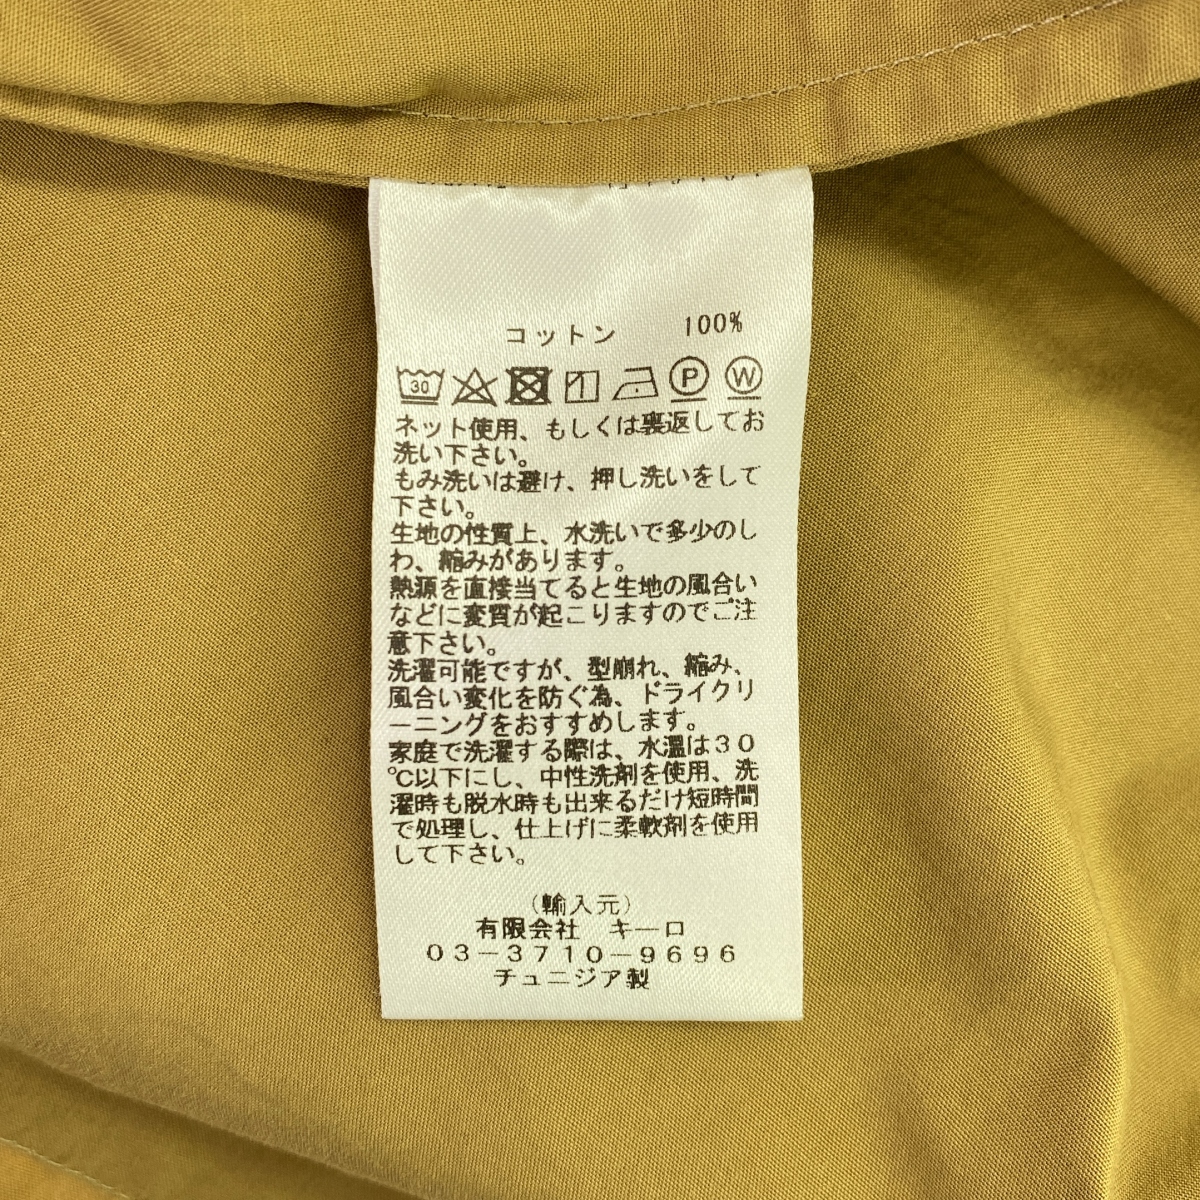 コットン 100%
30 P W
ネット使用、もしくは裏返してお
洗い下さい。
もみ洗いは避け、押し洗いをして
下さい。
生地の性質上、水洗いで多少のし
わ、縮みがあります。
熱源を直接当てると生地の風合い
などに変質が起こりますのでご注
意下さい。
洗濯可能ですが、型崩れ、縮み、
風合い変化を防ぐ為、ドライクリ
ーニングをおすすめします。
家庭で洗濯する際は、水温は３０
℃以下にし、中性洗剤を使用、洗
濯時も脱水時も出来るだけ短時間
で処理し、仕上げに柔軟剤を使用
して下さい。
（輸入元）
有限会社 キーロ
０３－３７１０－９６９６
チュニジア製